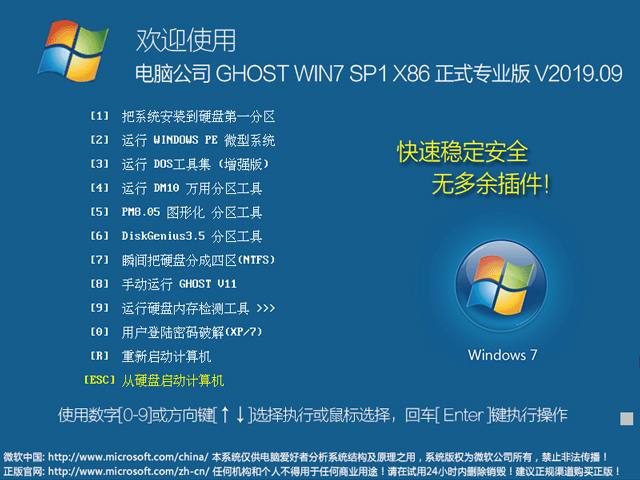 欢迎使用
电脑公司 GHOST WIN7 SP1 X86 正式专业版 V2019.09
[1] 把系统安装到硬盘第一分区
[2] 运行 WINDOWS PE 微型系统
[3] 运行 DOS工具集 (增强版)
[4] 运行 DM10 万用分区工具
[5] PM8.05 图形化 分区工具
[6] DiskGenius3.5 分区工具
[7] 瞬间把硬盘分成四区(NTFS)
[8] 手动运行 GHOST V11
[9] 运行硬盘内存检测工具 >>>
[0] 用户登陆密码破解(XP/7)
[R] 重新启动计算机
[ESC] 从硬盘启动计算机
快速稳定安全
无多余插件!
Windows 7
使用数字[0-9]或方向键[↑↓]选择执行或鼠标选择，回车[ Enter ]键执行操作
微软中国: http://www.microsoft.com/china/ 本系统仅供电脑爱好者分析系统结构及原理之用，系统版权为微软公司所有，禁止非法传播！
正版官网: http://www.microsoft.com/zh-cn/ 任何机构和个人不得用于任何商业用途！请在试用24小时内删除销毁！建议正规渠道购买正版！